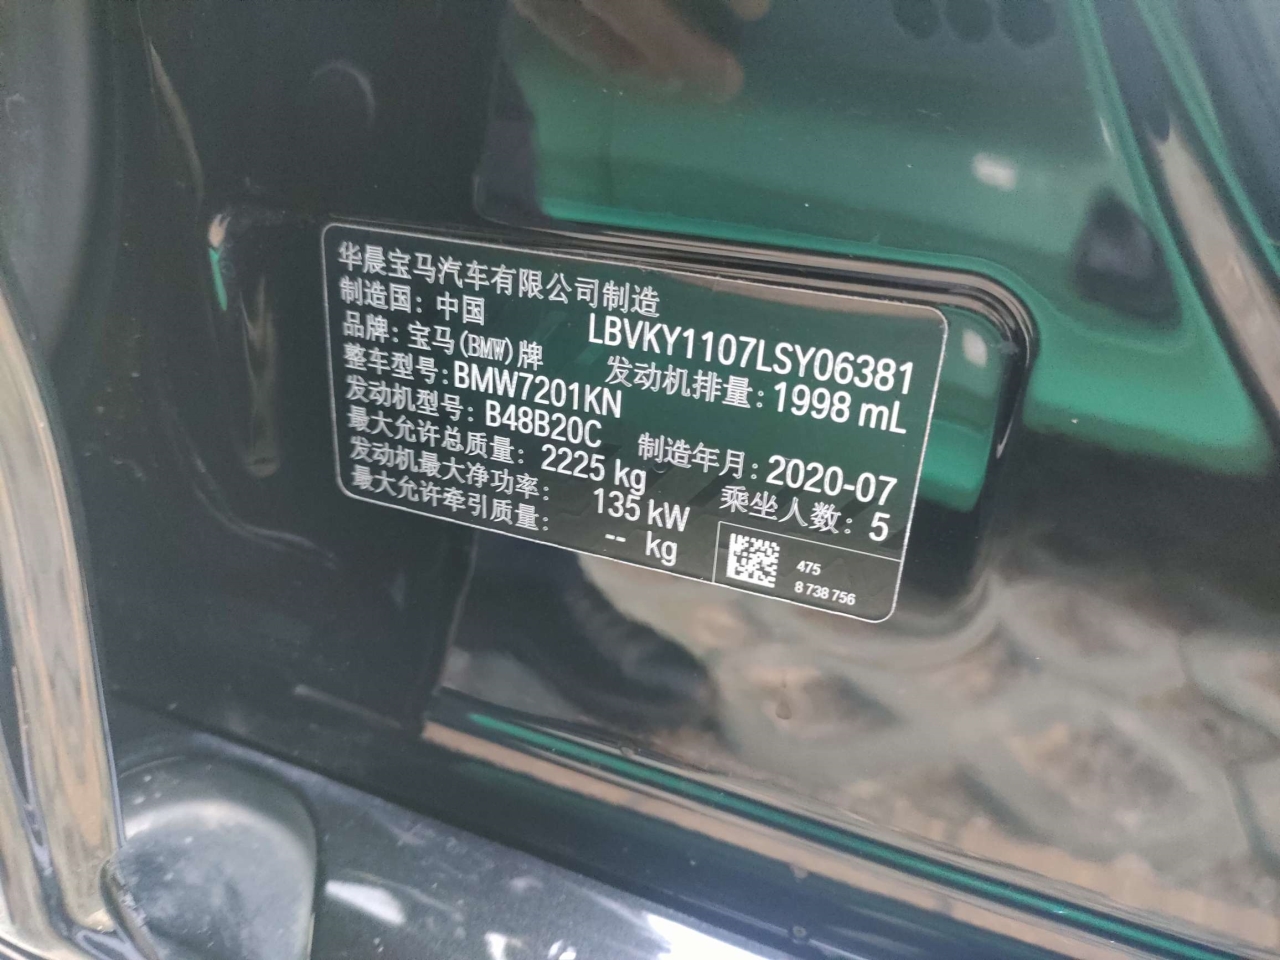 华晨宝马汽车有限公司制造
制造国：中国
LBVKY1107LSY06381
品牌：宝马(BMW)牌
发动机排量：1998 mL
整车型号:BMW7201KN
发动机型号：B48B20C
制造年月：2020-07
最大允许总质量：2225 kg
乘坐人数：5
发动机最大净功率：135 kW
最大允许牵引质量：-- kg
475
8 738 756